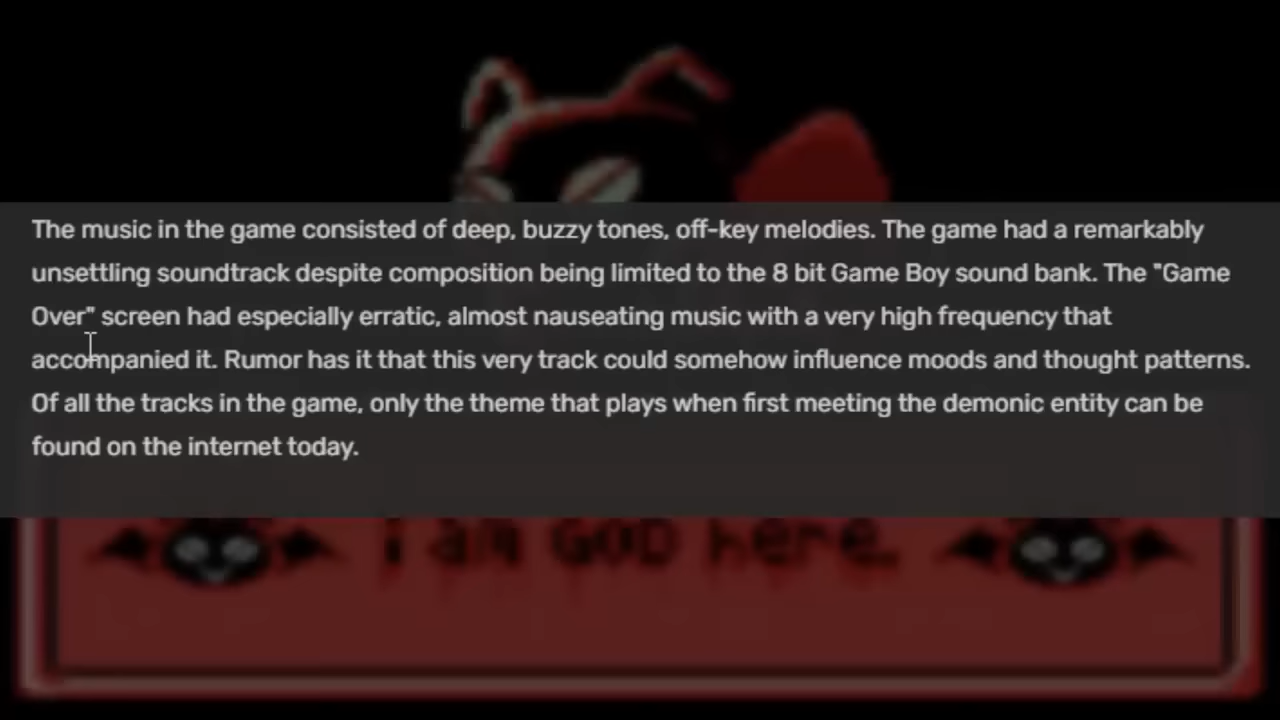 The music in the game consisted of deep, buzzy tones, off-key melodies. The game had a remarkably
unsettling soundtrack despite composition being limited to the 8 bit Game Boy sound bank. The "Game
Over" screen had especially erratic, almost nauseating music with a very high frequency that
accompanied it. Rumor has it that this very track could somehow influence moods and thought patterns.
Of all the tracks in the game, only the theme that plays when first meeting the demonic entity can be
found on the internet today.
i am GOD here.